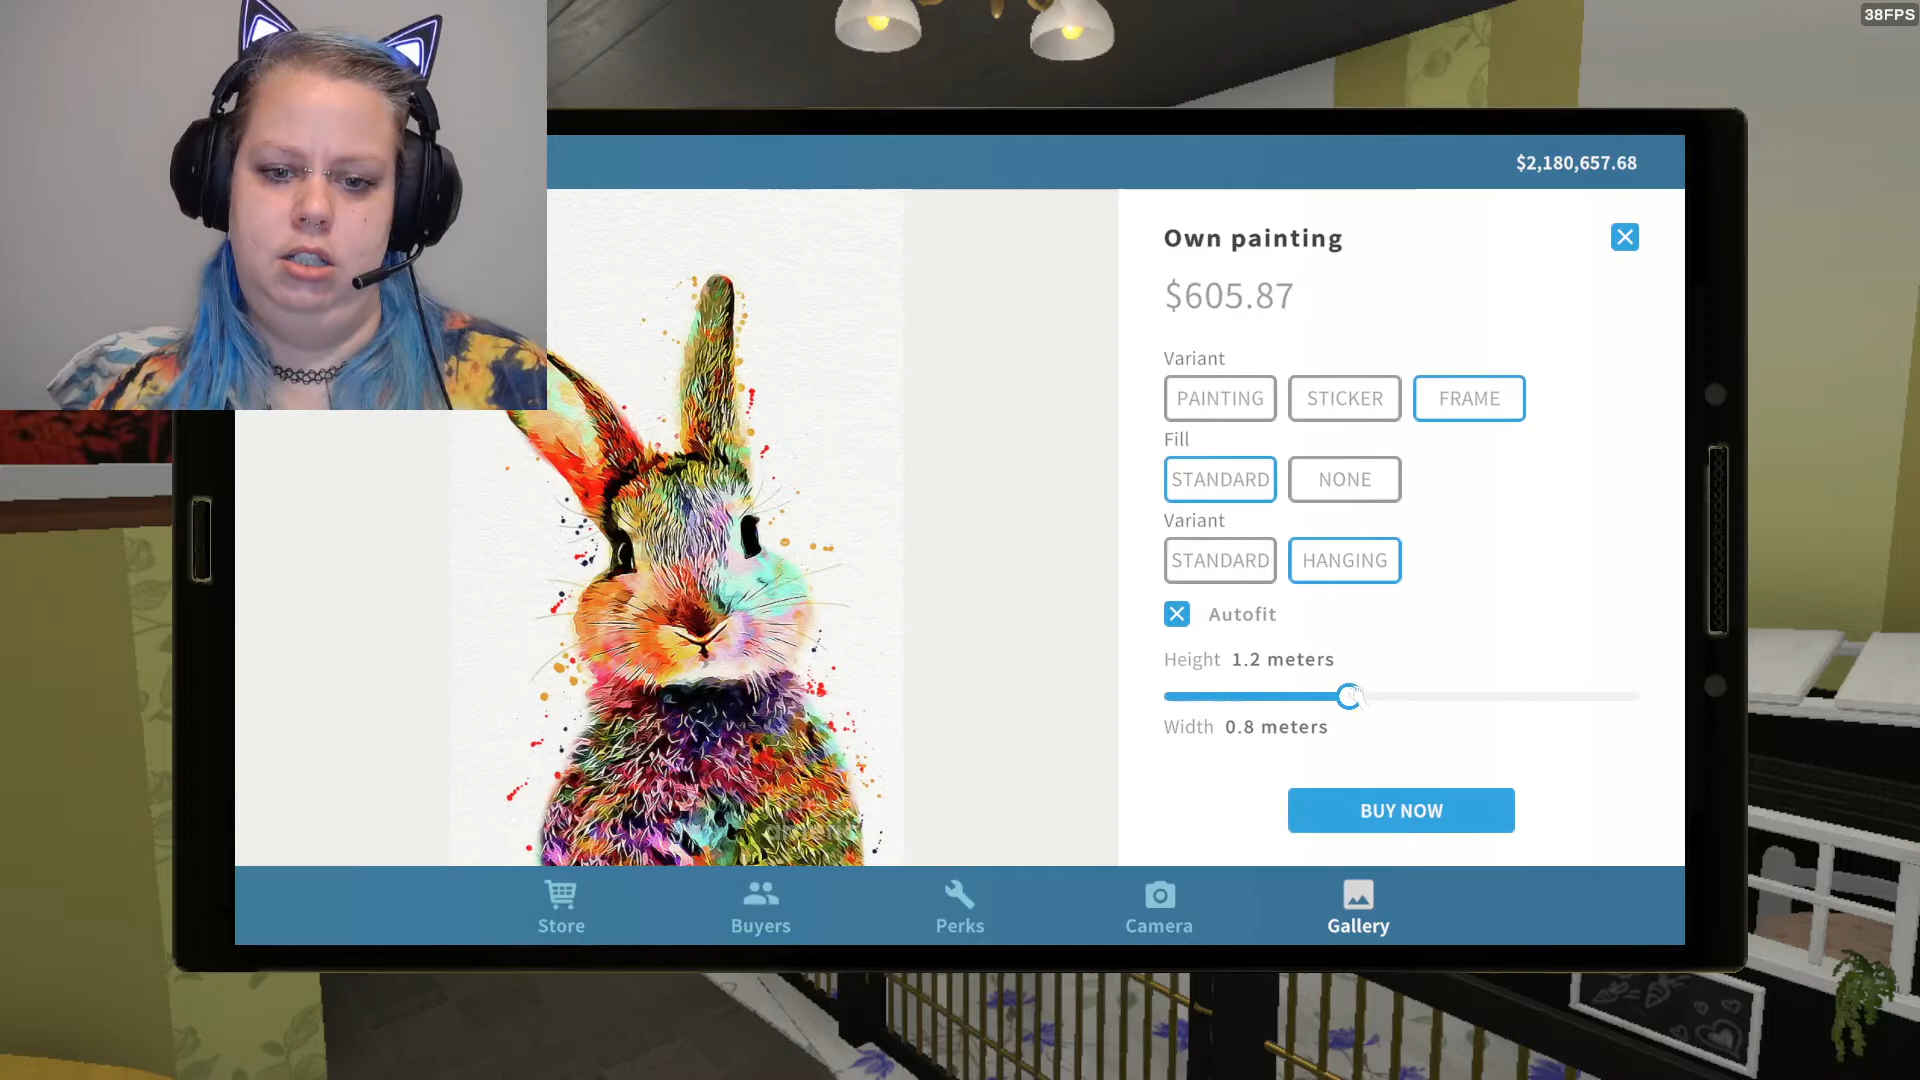 38FPS
$2,180,657.68
Own painting
$605.87
Variant
PAINTING STICKER FRAME
Fill
STANDARD NONE
Variant
STANDARD HANGING
Autofit
Height 1.2 meters
Width 0.8 meters
BUY NOW
Store Buyers Perks Camera Gallery